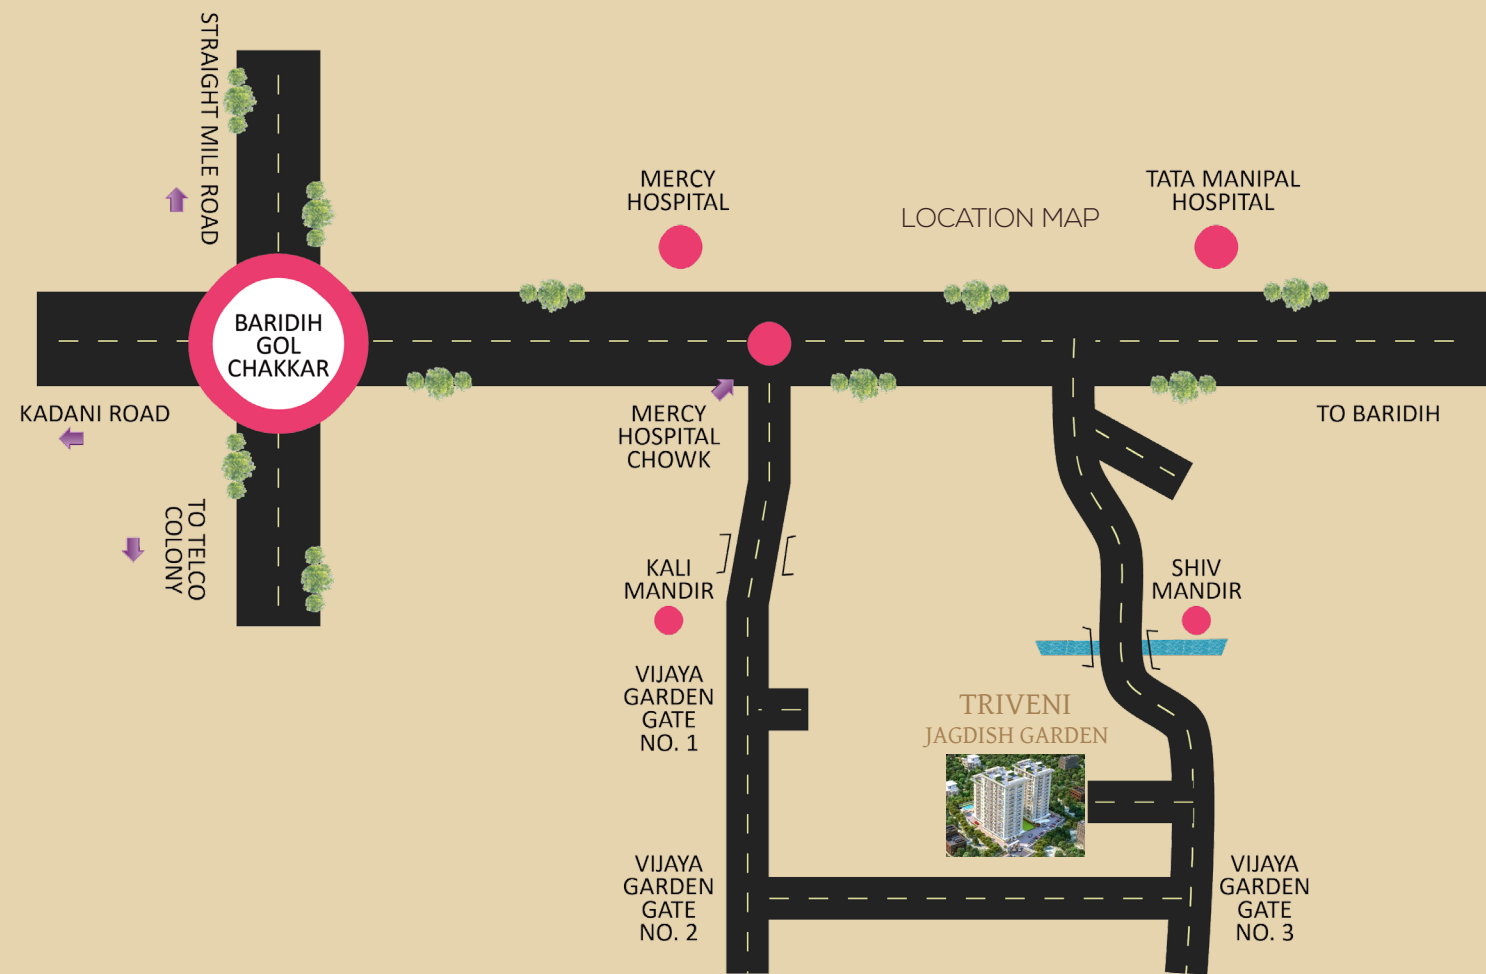 STRAIGHT MILE ROAD
MERCY
HOSPITAL
LOCATION MAP
TATA MANIPAL
HOSPITAL
BARIDIH
GOL
CHAKKAR
KADANI ROAD
MERCY
HOSPITAL
CHOWK
TO BARIDIH
TO TELCO
COLONY
KALI
MANDIR
SHIV
MANDIR
VIJAYA
GARDEN
GATE
NO. 1
TRIVENI
JAGDISH GARDEN
VIJAYA
GARDEN
GATE
NO. 2
VIJAYA
GARDEN
GATE
NO. 3